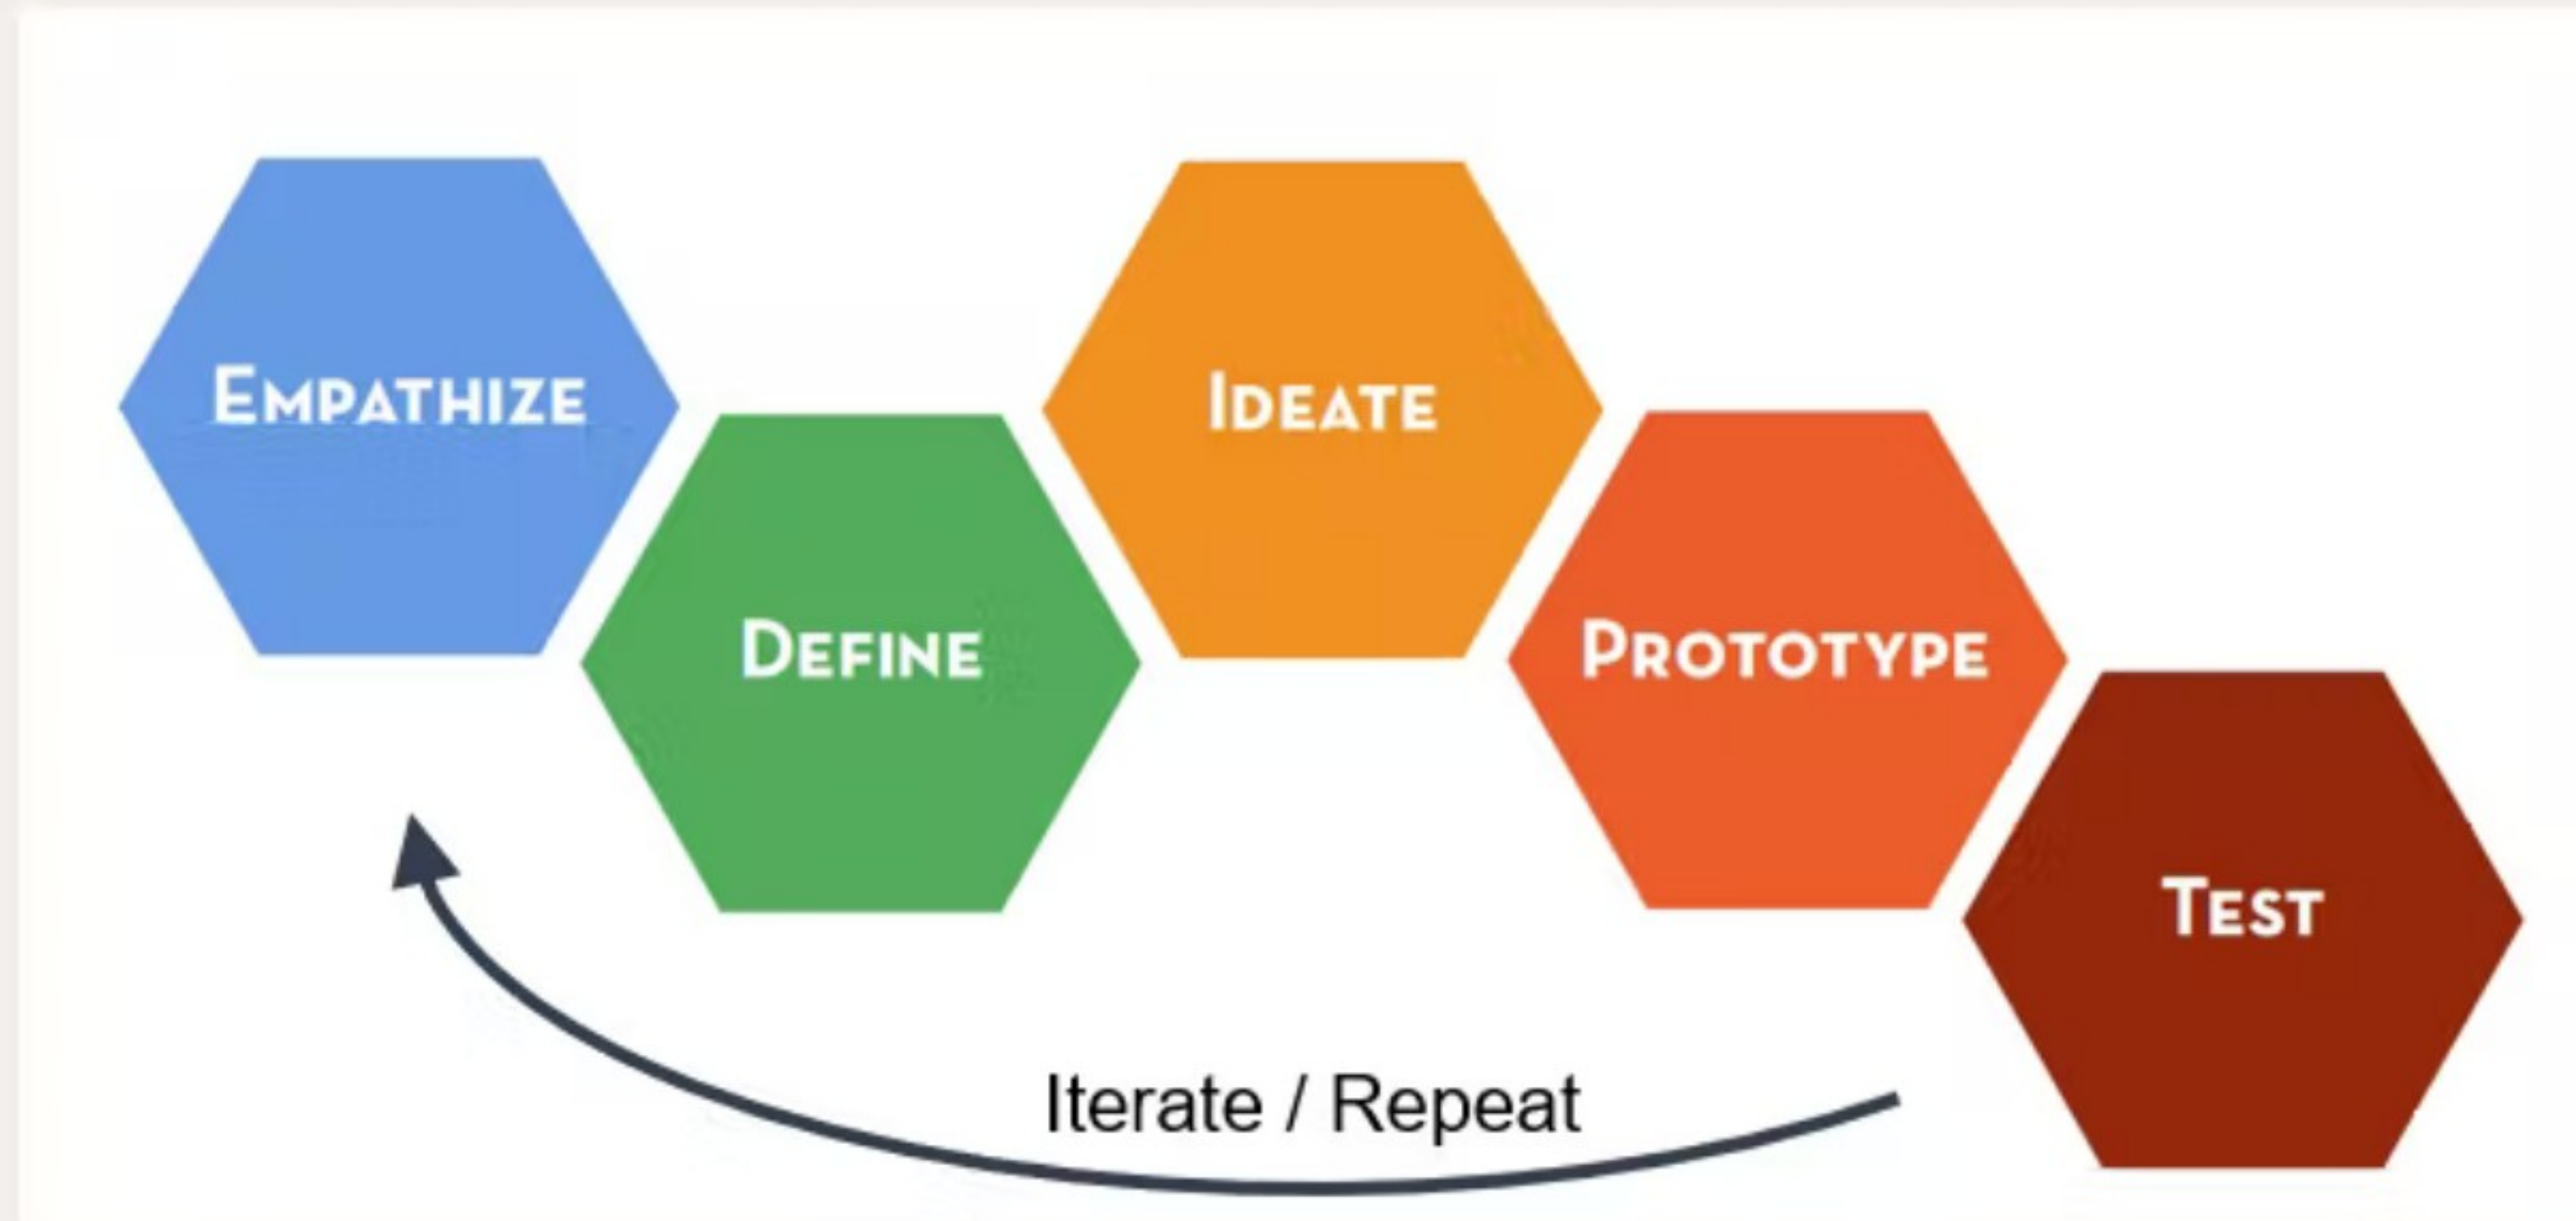 Empathize
Define
Ideate
Prototype
Test
Iterate / Repeat